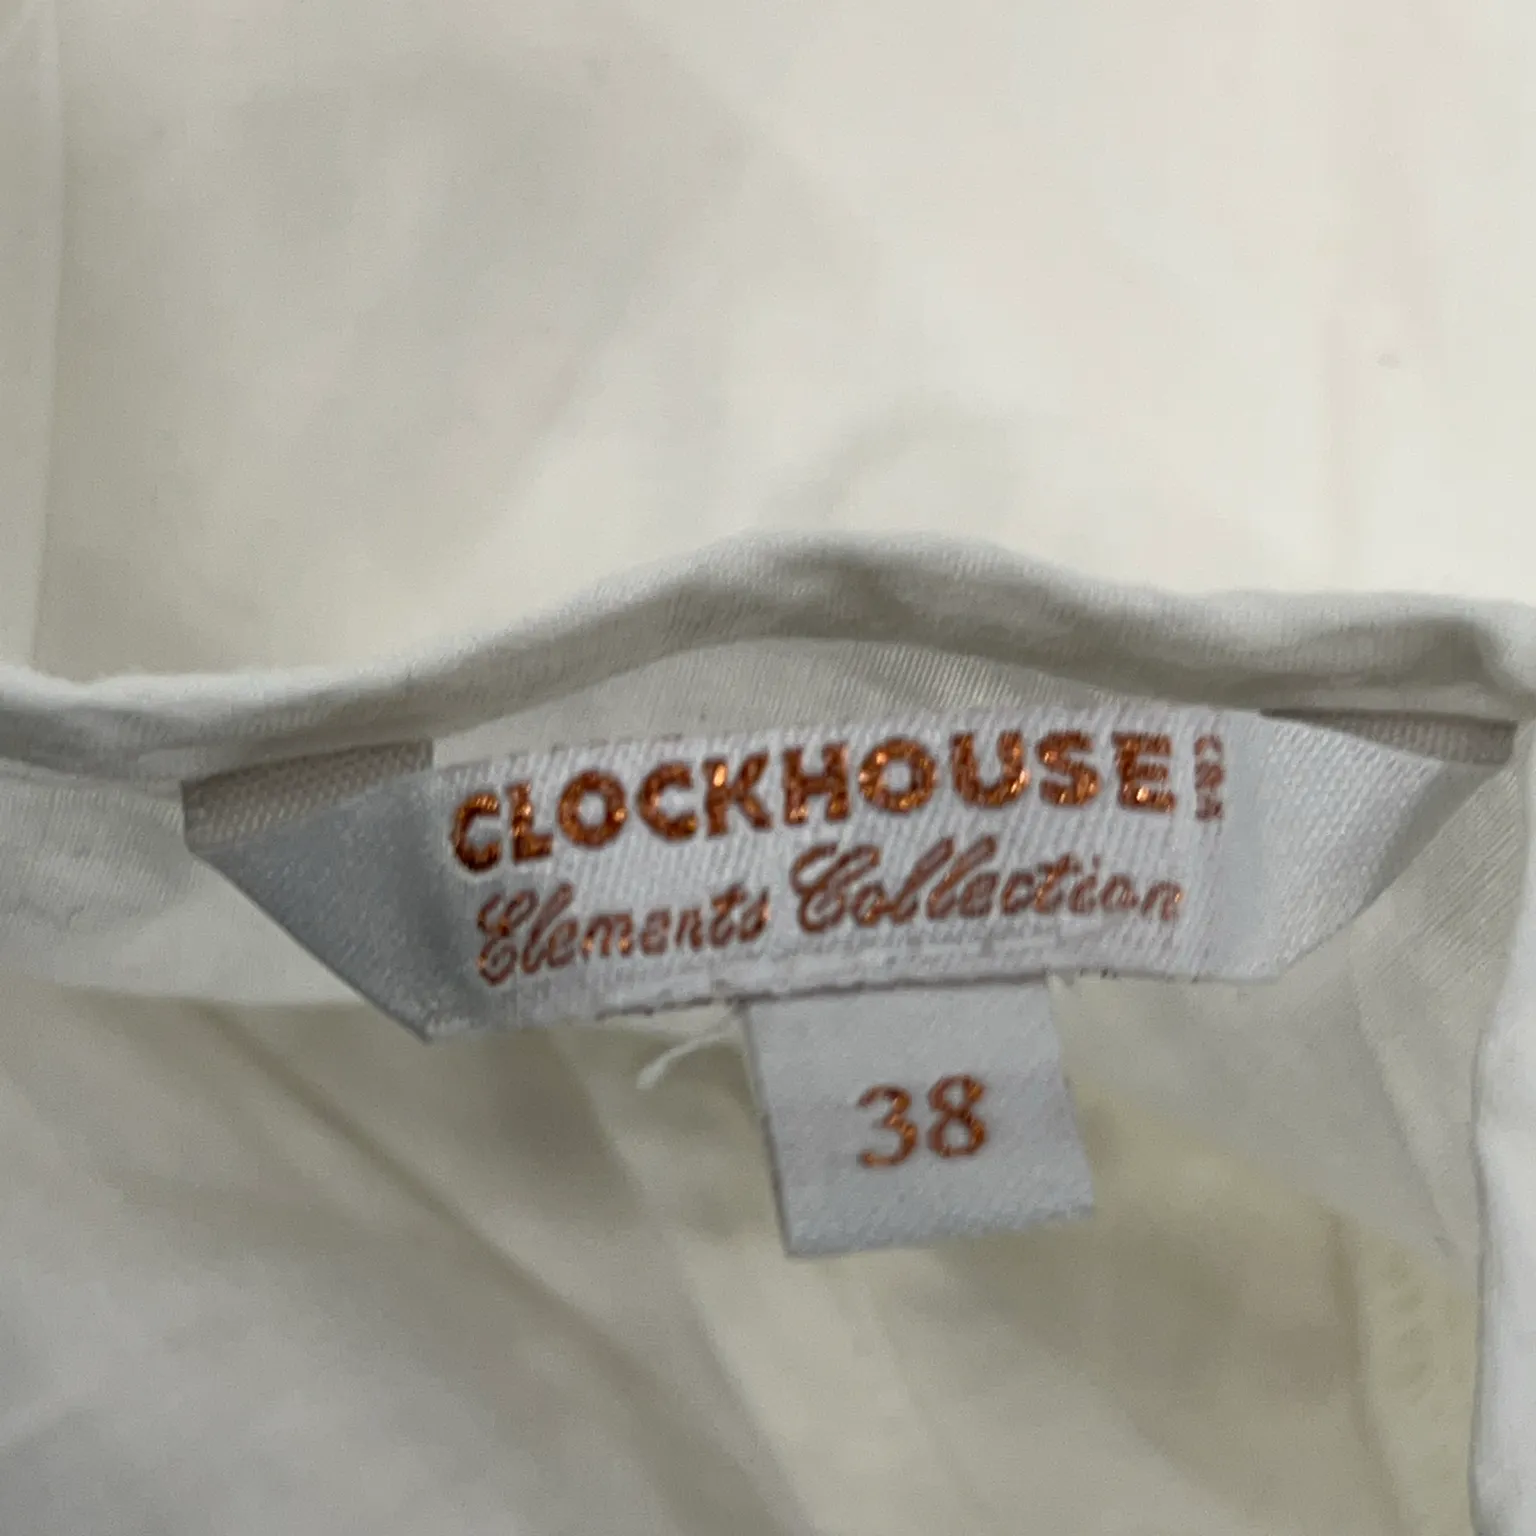 CLOCKHOUSE
C&A
Elements Collection
38